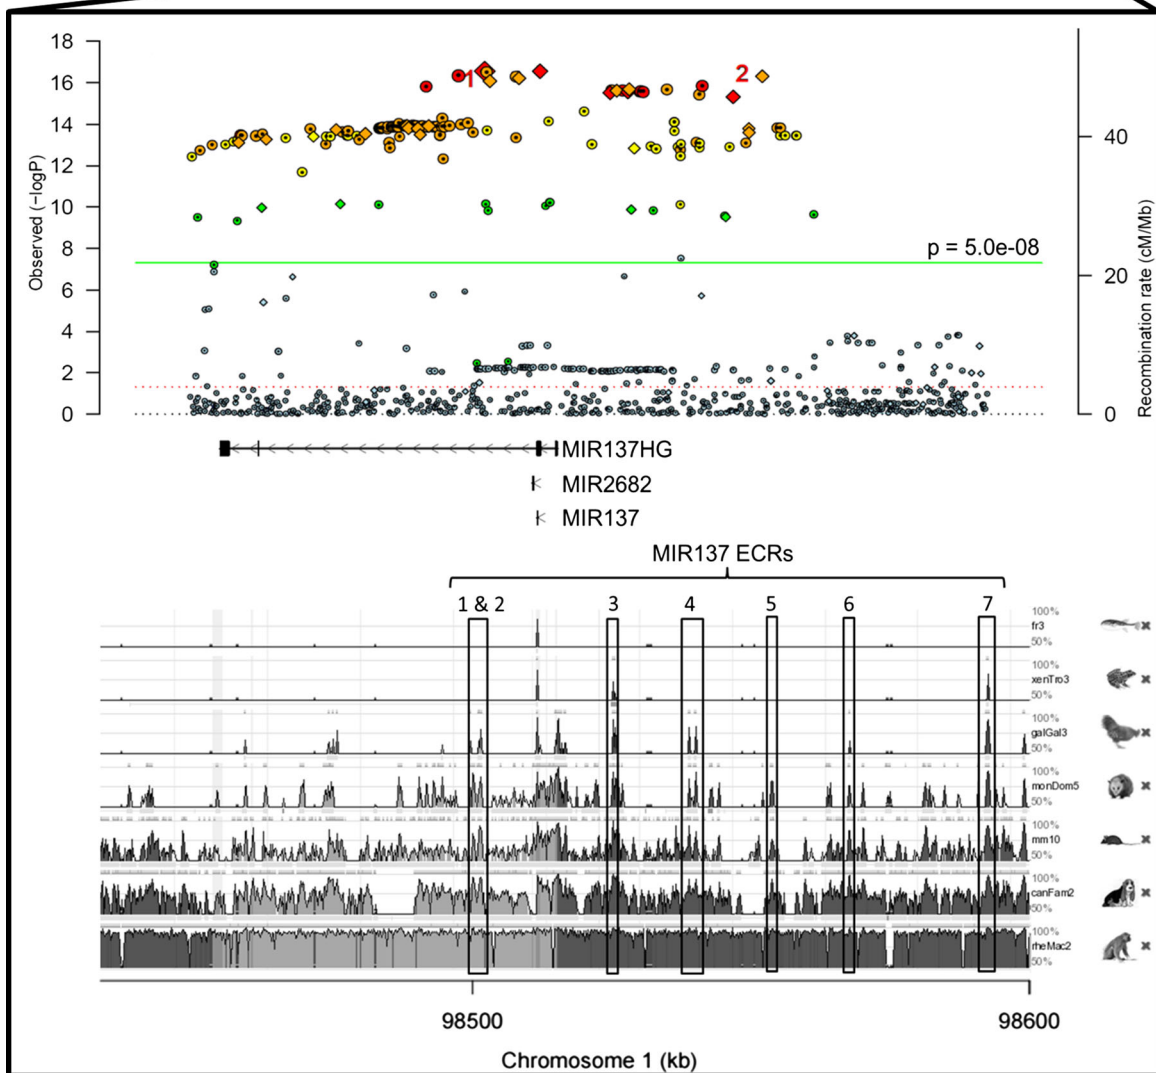 18
16
14
12
10
8
6
4
2
0
Observed (−logP)
1
2
p = 5.0e-08
40
20
0
Recombination rate (cM/Mb)
MIR137HG
MIR2682
MIR137
MIR137 ECRs
1 & 2 3 4 5 6 7
100%
fr3
50%
100%
xenTro3
50%
100%
galGal3
50%
100%
monDom5
50%
100%
mm10
50%
100%
canFam2
50%
100%
rheMac2
50%
98500 98600
Chromosome 1 (kb)